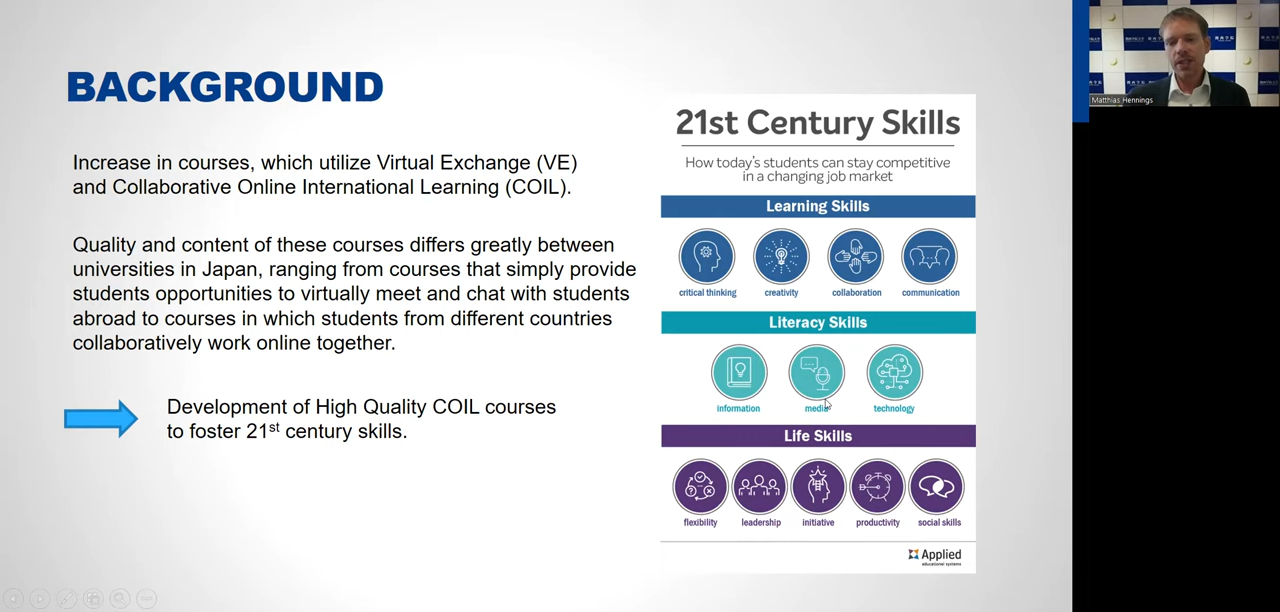 BACKGROUND
Increase in courses, which utilize Virtual Exchange (VE)
and Collaborative Online International Learning (COIL).
Quality and content of these courses differs greatly between
universities in Japan, ranging from courses that simply provide
students opportunities to virtually meet and chat with students
abroad to courses in which students from different countries
collaboratively work online together.
Development of High Quality COIL courses
to foster 21st century skills.
21st Century Skills
How today's students can stay competitive
in a changing job market
Learning Skills
critical thinking creativity collaboration communication
Literacy Skills
information media technology
Life Skills
flexibility leadership initiative productivity social skills
Applied
educational systems
Matthias Hennings